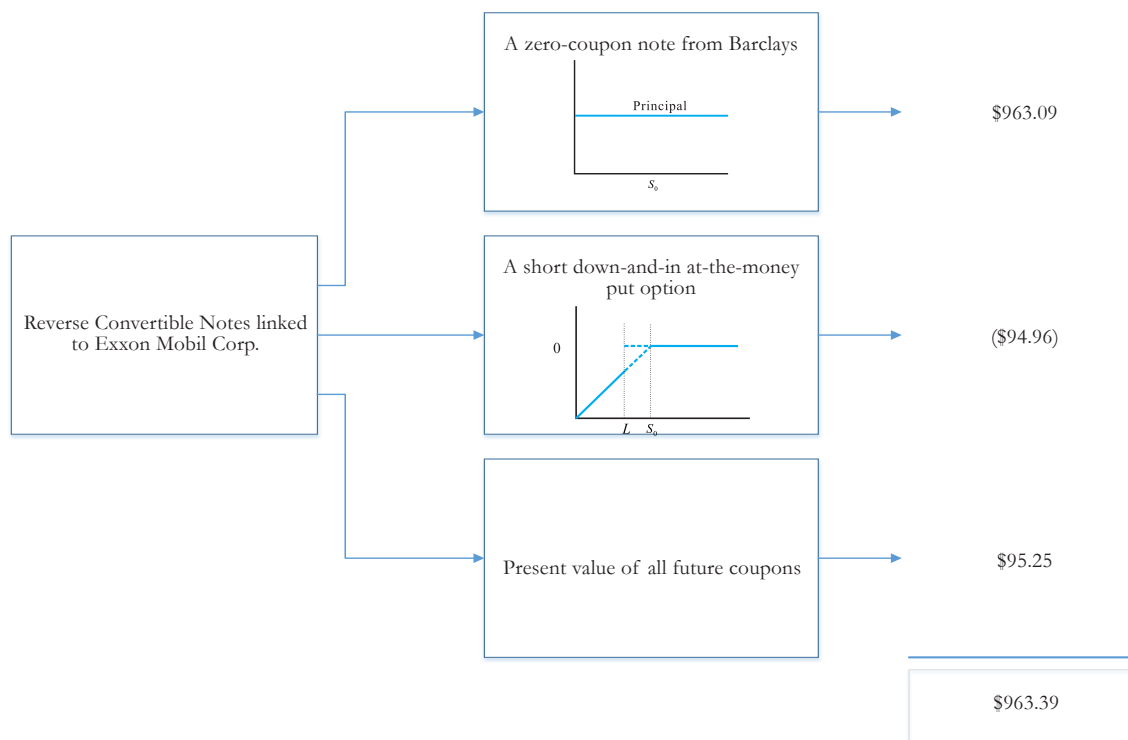 A zero-coupon note from Barclays
Principal
S₀
$963.09
Reverse Convertible Notes linked
to Exxon Mobil Corp.
A short down-and-in at-the-money
put option
0
L S₀
($94.96)
Present value of all future coupons
$95.25
$963.39